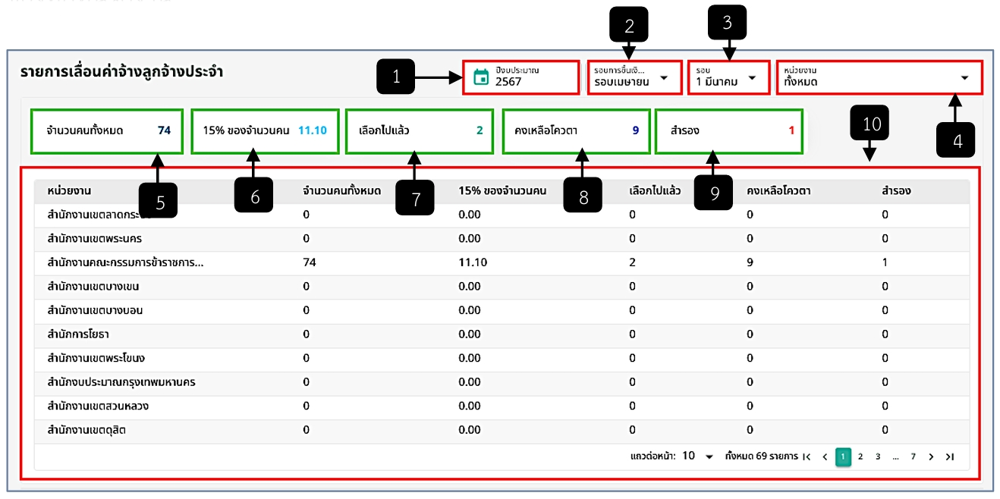 2
3
1
รายการเลื่อนค่าจ้างลูกจ้างประจำ
ปีงบประมาณ
2567
รอบการขึ้นเงิ...
รอบเมษายน
รอบ
1 มีนาคม
หน่วยงาน
ทั้งหมด
จำนวนคนทั้งหมด 74
15% ของจำนวนคน 11.10
เลือกไปแล้ว 2
คงเหลือโควตา 9
สำรอง 1
10
4
5
6
7
8
9
หน่วยงาน จำนวนคนทั้งหมด 15% ของจำนวนคน เลือกไปแล้ว คงเหลือโควตา สำรอง
0 0.00 0 0 0
สำนักงานเขตพระนคร 0 0.00 0 0 0
สำนักงานคณะกรรมการข้าราชการ... 74 11.10 2 9 1
สำนักงานเขตบางเขน 0 0.00 0 0 0
สำนักงานเขตบางบอน 0 0.00 0 0 0
สำนักการโยธา 0 0.00 0 0 0
สำนักงานเขตพระโขนง 0 0.00 0 0 0
สำนักงบประมาณกรุงเทพมหานคร 0 0.00 0 0 0
สำนักงานเขตสวนหลวง 0 0.00 0 0 0
สำนักงานเขตดุสิต 0 0.00 0 0 0
แถวต่อหน้า: 10 ทั้งหมด 69 รายการ 1 2 3 ... 7